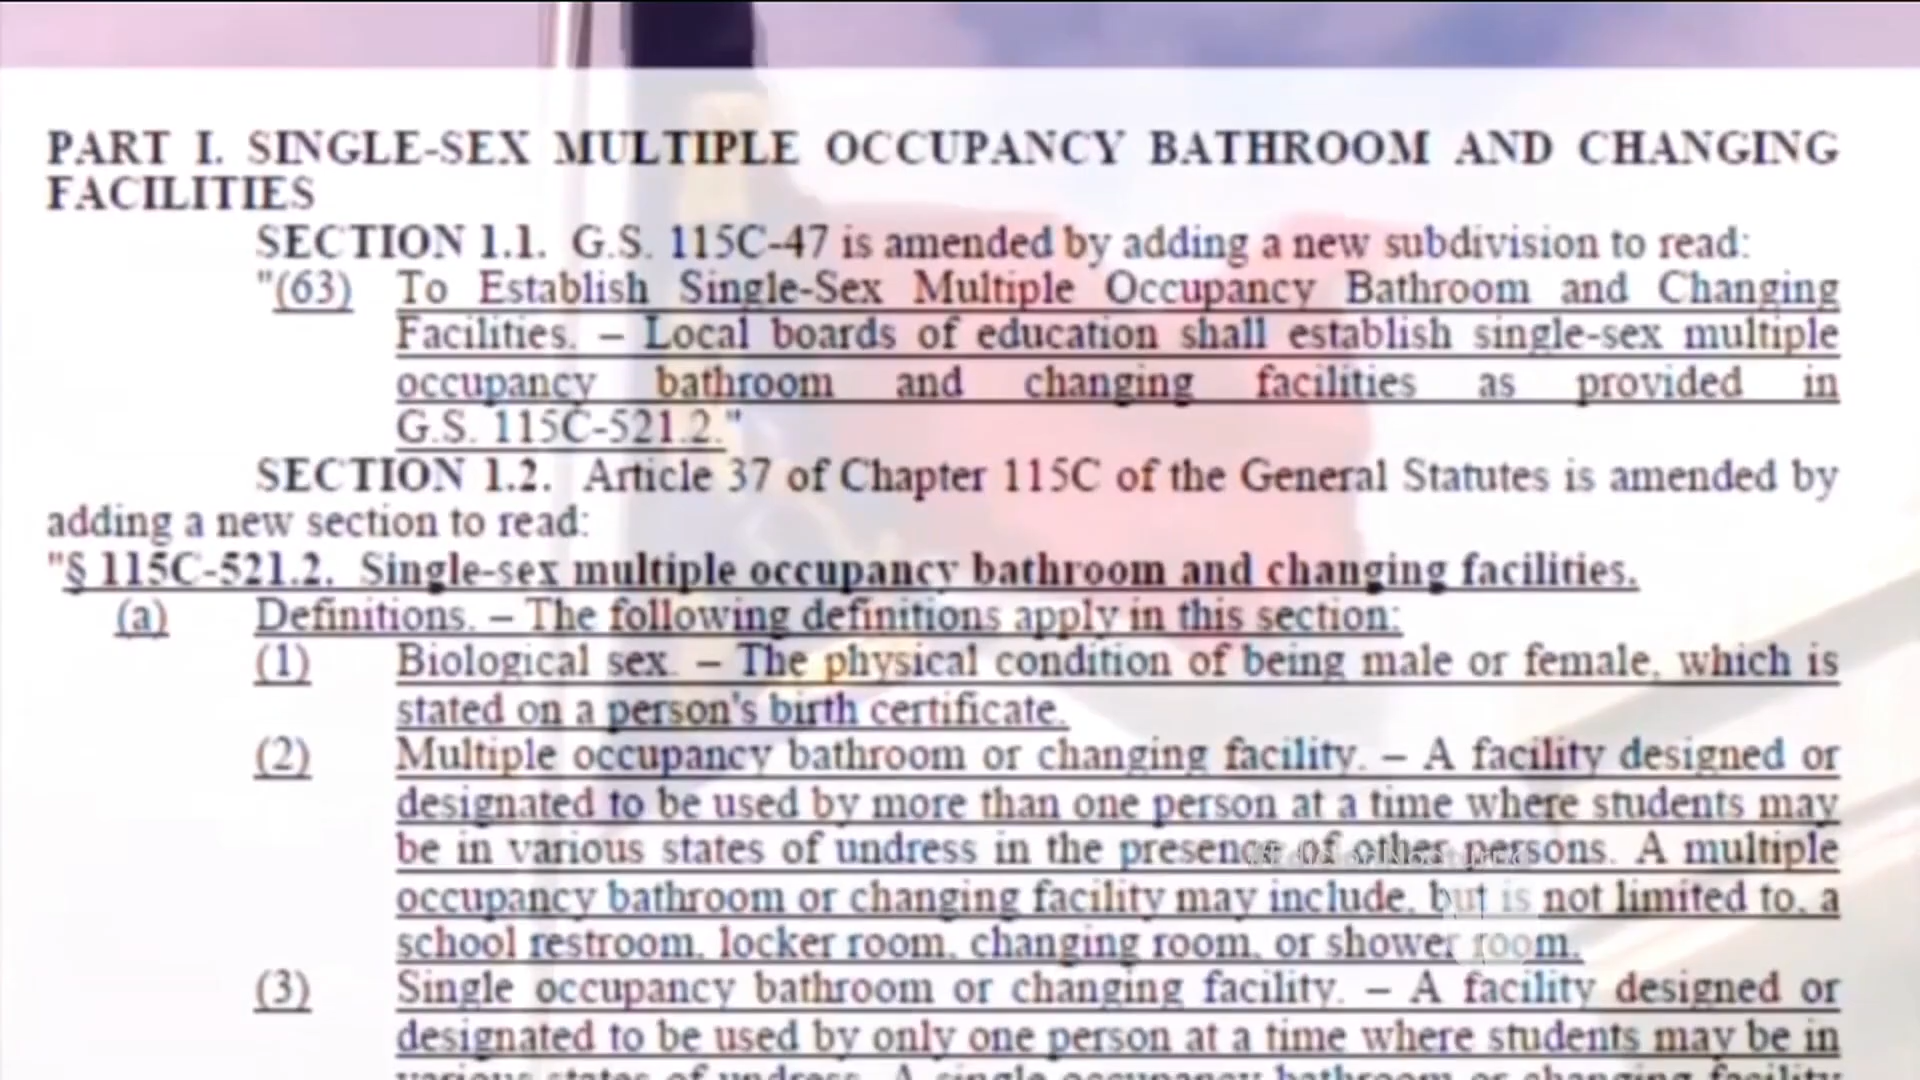 PART I. SINGLE-SEX MULTIPLE OCCUPANCY BATHROOM AND CHANGING
FACILITIES
SECTION 1.1. G.S. 115C-47 is amended by adding a new subdivision to read:
"(63) To Establish Single-Sex Multiple Occupancy Bathroom and Changing
Facilities. – Local boards of education shall establish single-sex multiple
occupancy bathroom and changing facilities as provided in
G.S. 115C-521.2."
SECTION 1.2. Article 37 of Chapter 115C of the General Statutes is amended by
adding a new section to read:
"§ 115C-521.2. Single-sex multiple occupancy bathroom and changing facilities.
(a) Definitions. – The following definitions apply in this section:
(1) Biological sex. – The physical condition of being male or female, which is
stated on a person's birth certificate.
(2) Multiple occupancy bathroom or changing facility. – A facility designed or
designated to be used by more than one person at a time where students may
be in various states of undress in the presence of other persons. A multiple
occupancy bathroom or changing facility may include, but is not limited to, a
school restroom, locker room, changing room, or shower room.
(3) Single occupancy bathroom or changing facility. – A facility designed or
designated to be used by only one person at a time where students may be in
various states of undress. A single occupancy bathroom or changing facility